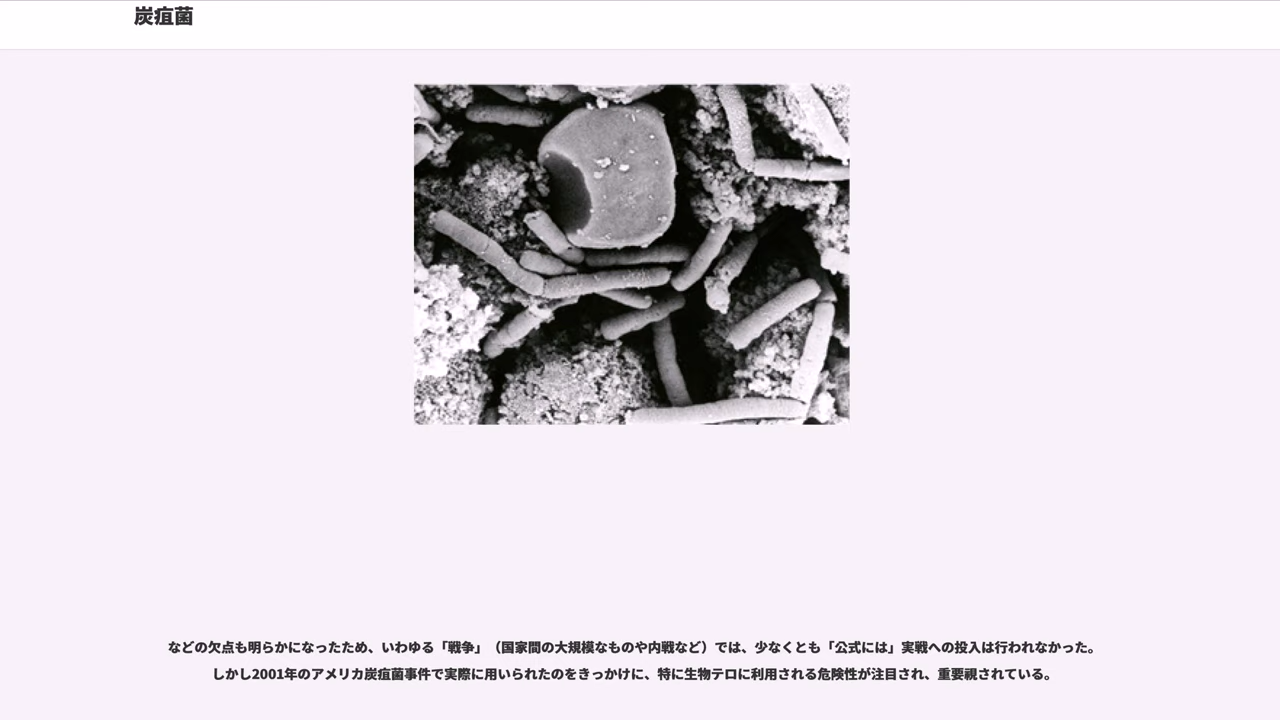 炭疽菌
などの欠点も明らかになったため、いわゆる「戦争」（国家間の大規模なものや内戦など）では、少なくとも「公式には」実戦への投入は行われなかった。
しかし2001年のアメリカ炭疽菌事件で実際に用いられたのをきっかけに、特に生物テロに利用される危険性が注目され、重要視されている。